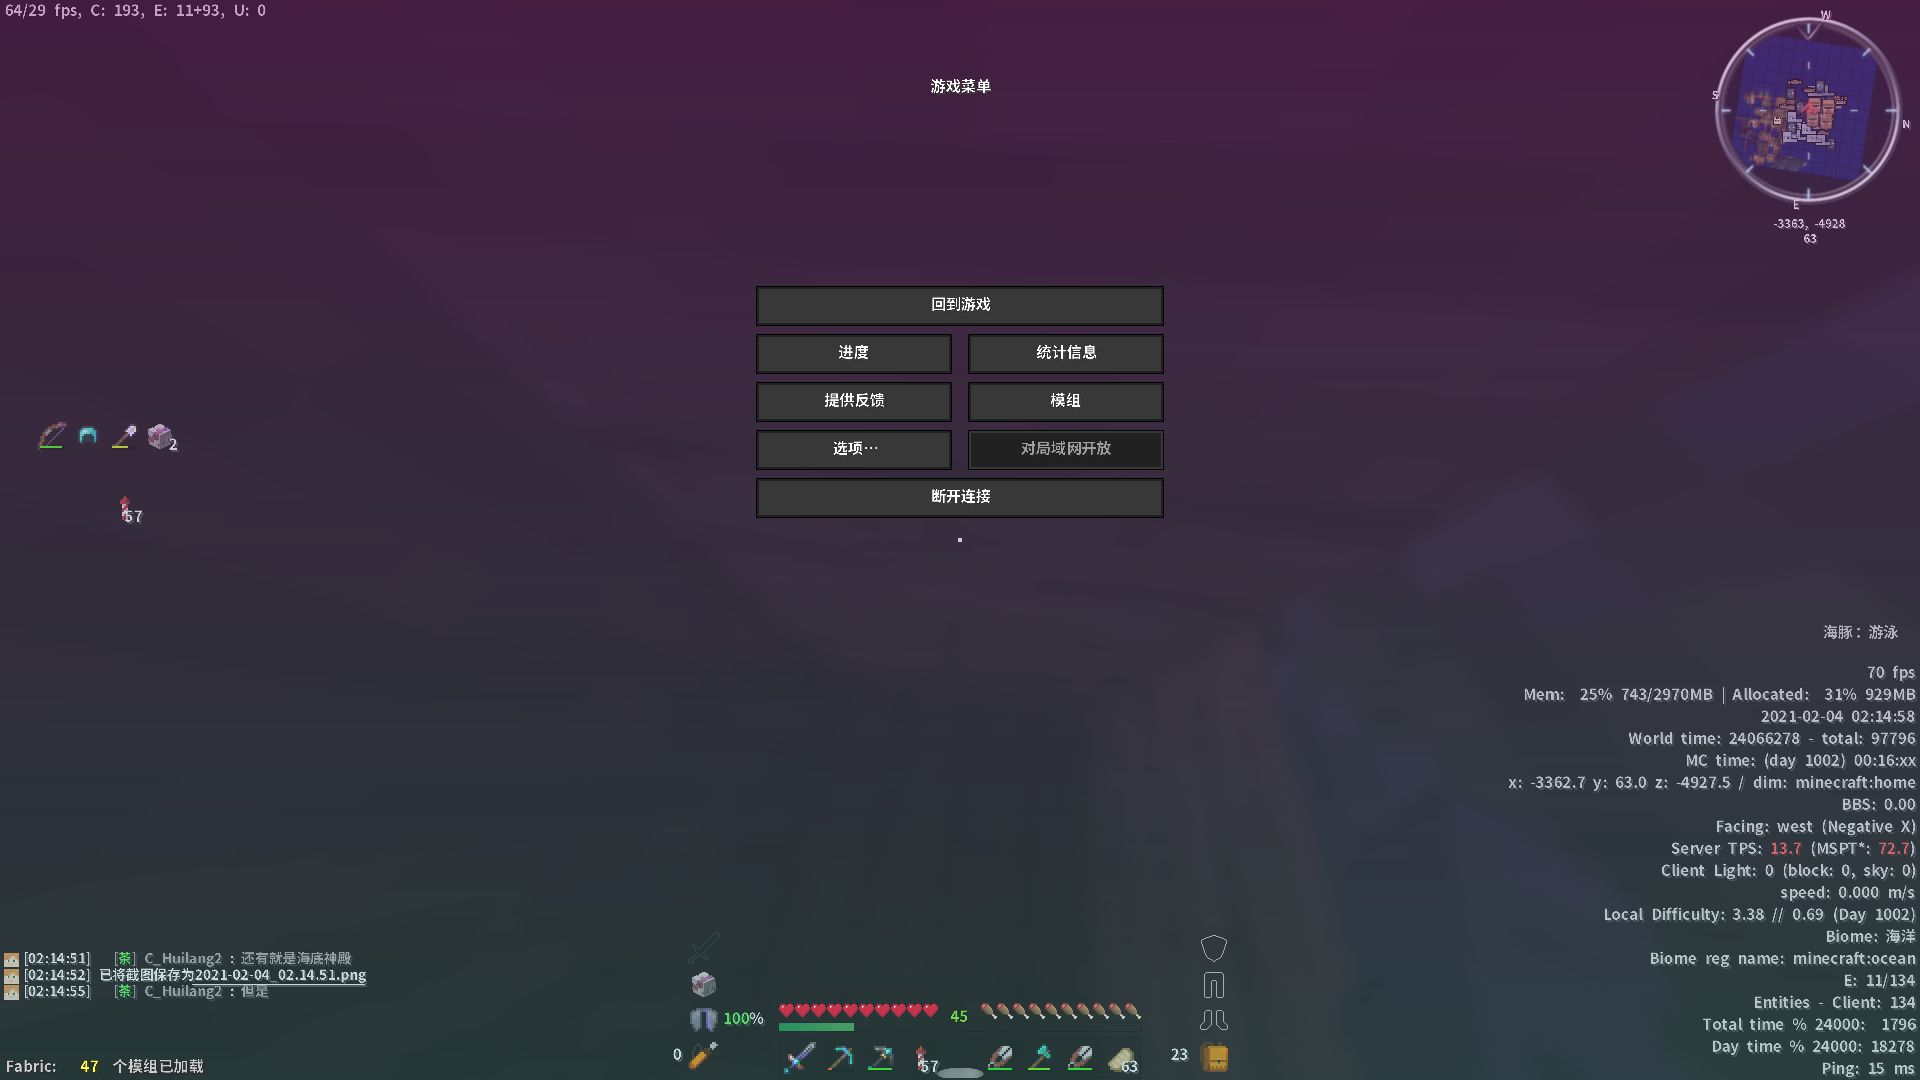 64/29 fps, C: 193, E: 11+93, U: 0
W
S
N
E
-3363, -4928
63
游戏菜单
回到游戏
进度
统计信息
提供反馈
模组
选项…
对局域网开放
断开连接
2
57
海豚: 游泳
70 fps
Mem: 25% 743/2970MB | Allocated: 31% 929MB
2021-02-04 02:14:58
World time: 24066278 - total: 97796
MC time: (day 1002) 00:16:xx
x: -3362.7 y: 63.0 z: -4927.5 / dim: minecraft:home
BBS: 0.00
Facing: west (Negative X)
Server TPS: 13.7 (MSPT*: 72.7)
Client Light: 0 (block: 0, sky: 0)
speed: 0.000 m/s
Local Difficulty: 3.38 // 0.69 (Day 1002)
Biome: 海洋
Biome reg name: minecraft:ocean
E: 11/134
Entities - Client: 134
Total time % 24000: 1796
Day time % 24000: 18278
Ping: 15 ms
[02:14:51] [茶] C_Huilang2 : 还有就是海底神殿
[02:14:52] 已将截图保存为2021-02-04_02.14.51.png
[02:14:55] [茶] C_Huilang2 : 但是
100%
45
0
57
63
23
Fabric: 47 个模组已加载